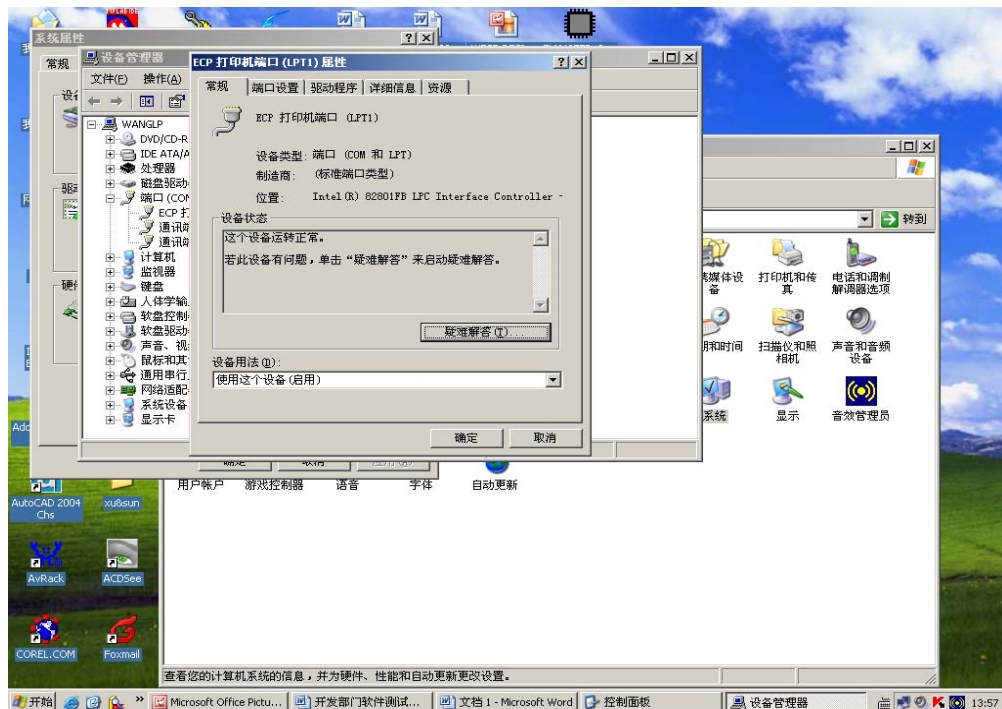 系统属性
常规
设备管理器
文件(F) 操作(A)
WANGLP
DVD/CD-R
IDE ATA/A
处理器
磁盘驱动
端口 (COM
ECP 打
通讯端
通讯端
计算机
监视器
键盘
人体学输
软盘控制
软盘驱动
声音、视
鼠标和其
通用串行
网络适配
系统设备
显示卡
ECP 打印机端口 (LPT1) 属性
常规 端口设置 驱动程序 详细信息 资源
ECP 打印机端口 (LPT1)
设备类型: 端口 (COM 和 LPT)
制造商: (标准端口类型)
位置: Intel(R) 82801FB LPC Interface Controller -
设备状态
这个设备运转正常。
若此设备有问题，单击“疑难解答”来启动疑难解答。
疑难解答(T)...
设备用法(D):
使用这个设备(启用)
确定 取消
转到
打印机和传真
电话和调制解调器选项
扫描仪和照相机
声音和音频设备
系统
显示
音效管理员
用户帐户 游戏控制器 语音 字体 自动更新
AutoCAD 2004 Chs
xu8sun
AvRack
ACDSee
COREL.COM
Foxmail
查看您的计算机系统的信息，并为硬件、性能和自动更新更改设置。
开始
Microsoft Office Pictu...
开发部门软件测试...
文档 1 - Microsoft Word
控制面板
设备管理器
13:57